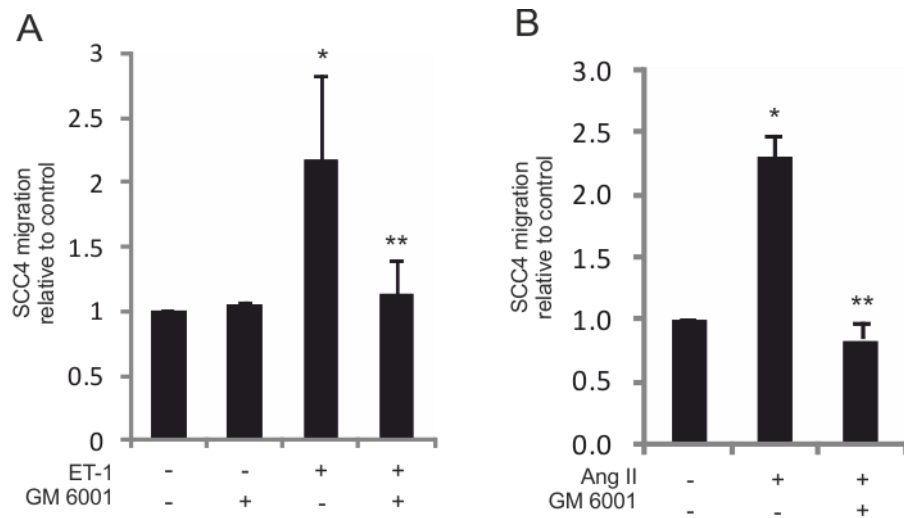 A
SCC4 migration
relative to control
3
2.5
2
1.5
1
0.5
0
*
**
ET-1 - - + +
GM 6001 - + - +
B
SCC4 migration
relative to control
3.0
2.5
2.0
1.5
1.0
0.5
0.0
*
**
Ang II - + +
GM 6001 - - +